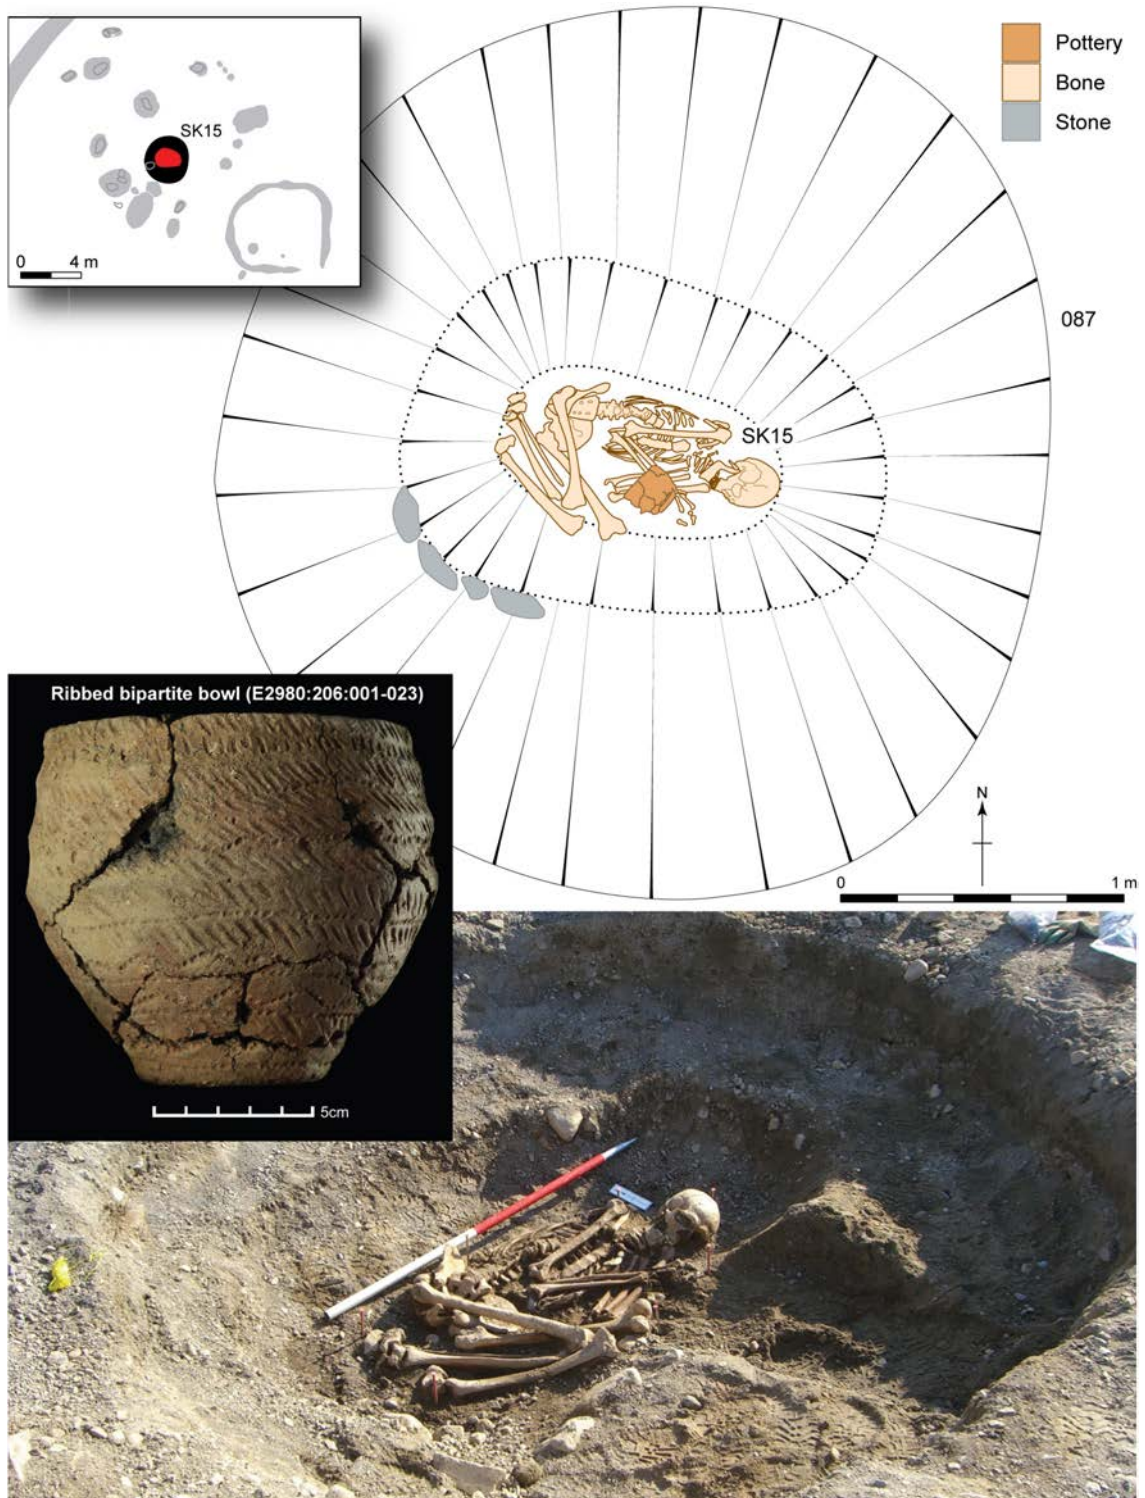 SK15
0 4 m
Pottery
Bone
Stone
087
SK15
Ribbed bipartite bowl (E2980:206:001-023)
5cm
N
0 1 m